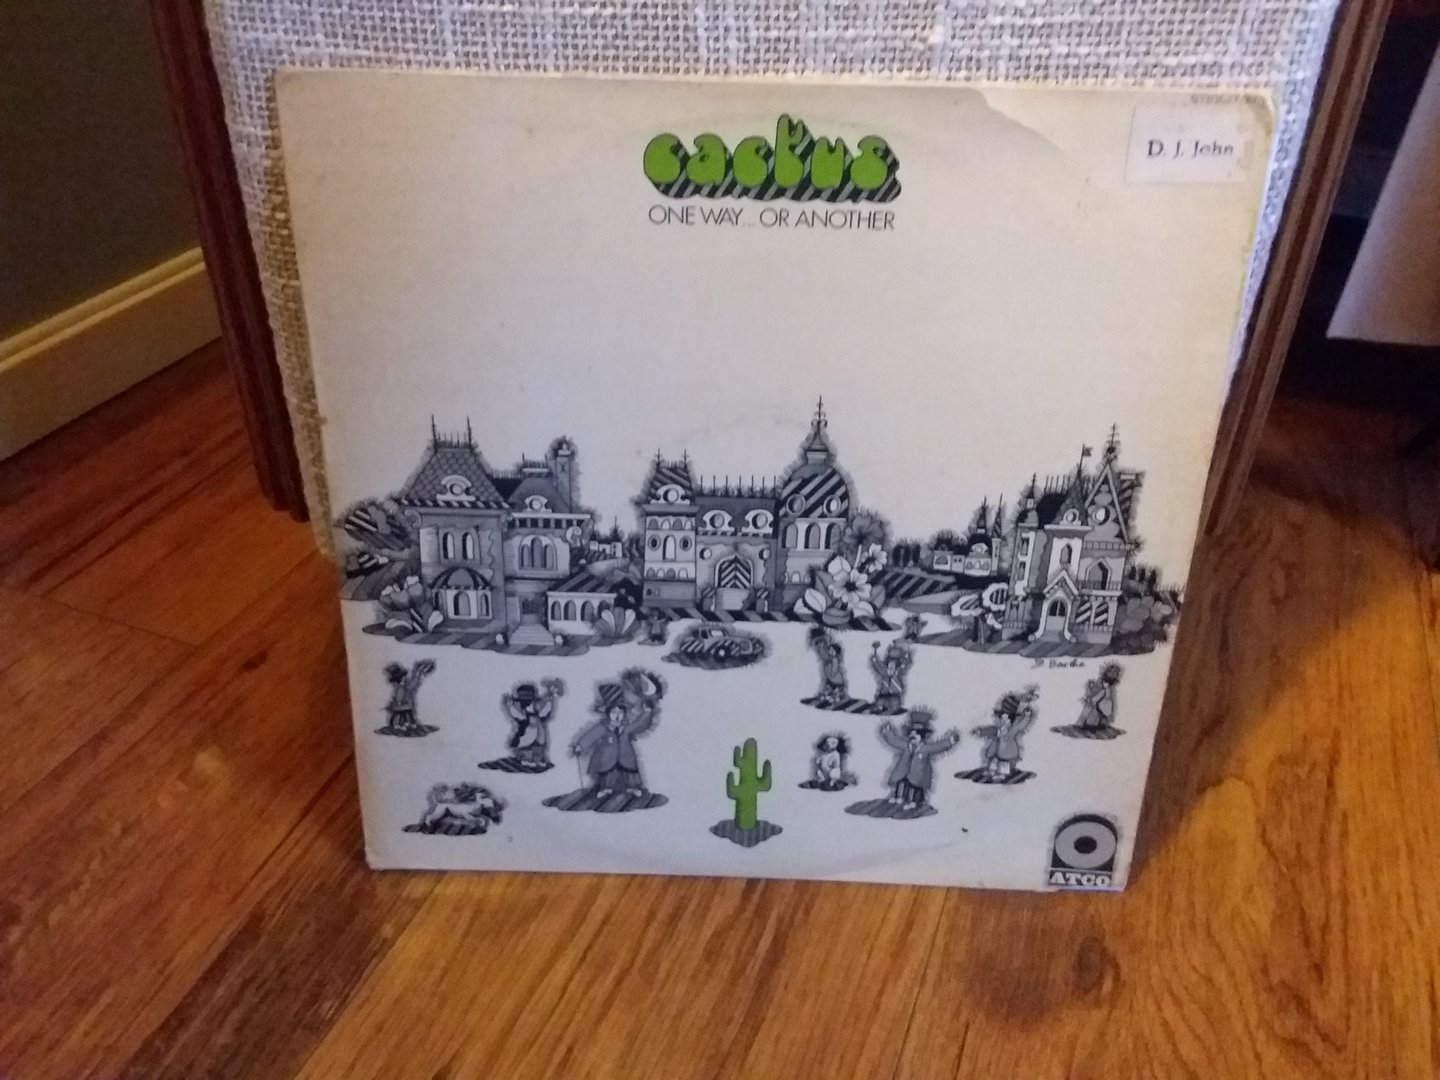 cactus
ONE WAY... OR ANOTHER
D. J. John
ATCO